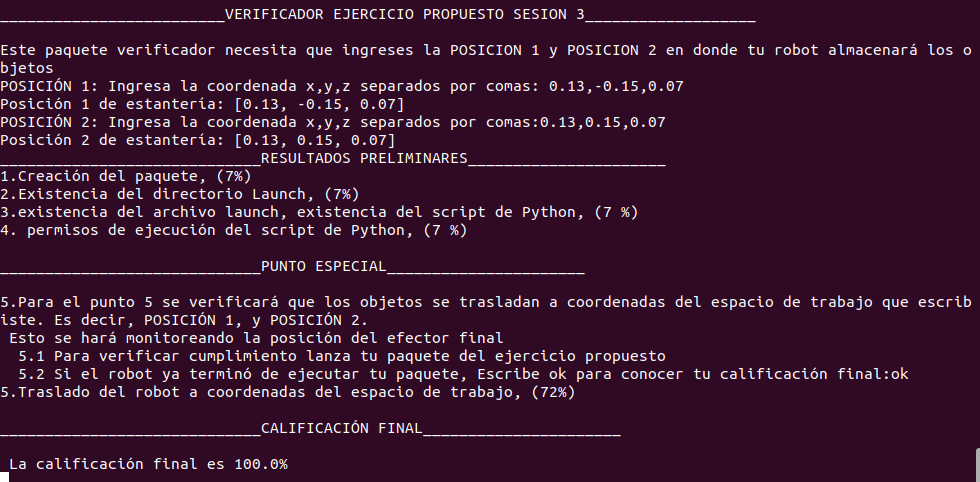 _________________________VERIFICADOR EJERCICIO PROPUESTO SESION 3___________________
Este paquete verificador necesita que ingreses la POSICION 1 y POSICION 2 en donde tu robot almacenará los o
bjetos
POSICIÓN 1: Ingresa la coordenada x,y,z separados por comas: 0.13,-0.15,0.07
Posición 1 de estantería: [0.13, -0.15, 0.07]
POSICIÓN 2: Ingresa la coordenada x,y,z separados por comas:0.13,0.15,0.07
Posición 2 de estantería: [0.13, 0.15, 0.07]
_____________________________RESULTADOS PRELIMINARES______________________
1.Creación del paquete, (7%)
2.Existencia del directorio Launch, (7%)
3.existencia del archivo launch, existencia del script de Python, (7 %)
4. permisos de ejecución del script de Python, (7 %)
_____________________________PUNTO ESPECIAL______________________
5.Para el punto 5 se verificará que los objetos se trasladan a coordenadas del espacio de trabajo que escrib
iste. Es decir, POSICIÓN 1, y POSICIÓN 2.
 Esto se hará monitoreando la posición del efector final
  5.1 Para verificar cumplimiento lanza tu paquete del ejercicio propuesto
  5.2 Si el robot ya terminó de ejecutar tu paquete, Escribe ok para conocer tu calificación final:ok
5.Traslado del robot a coordenadas del espacio de trabajo, (72%)
_____________________________CALIFICACIÓN FINAL______________________
 La calificación final es 100.0%